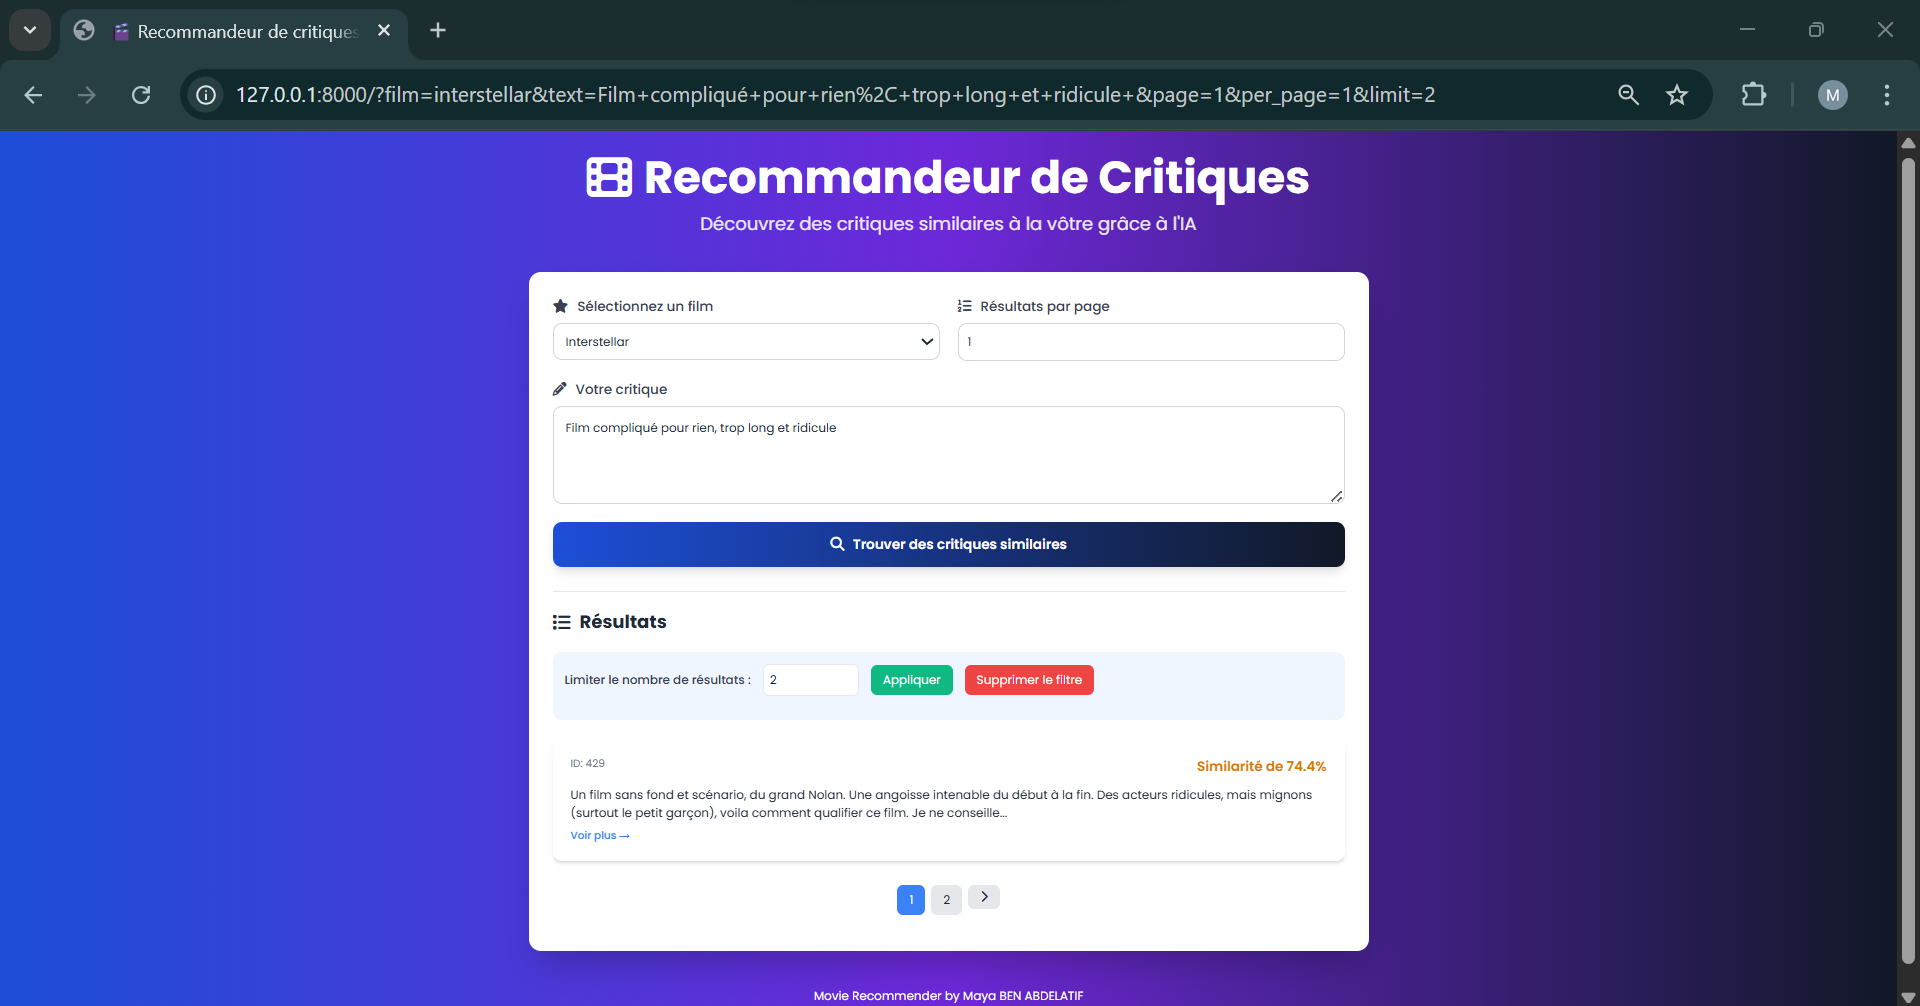 Recommandeur de critiques
127.0.0.1:8000/?film=interstellar&text=Film+compliqué+pour+rien%2C+trop+long+et+ridicule+&page=1&per_page=1&limit=2
M
Recommandeur de Critiques
Découvrez des critiques similaires à la vôtre grâce à l'IA
Sélectionnez un film
Résultats par page
Interstellar
1
Votre critique
Film compliqué pour rien, trop long et ridicule
Trouver des critiques similaires
Résultats
Limiter le nombre de résultats :
2
Appliquer
Supprimer le filtre
ID: 429
Similarité de 74.4%
Un film sans fond et scénario, du grand Nolan. Une angoisse intenable du début à la fin. Des acteurs ridicules, mais mignons
(surtout le petit garçon), voila comment qualifier ce film. Je ne conseille...
Voir plus →
1 2 >
Movie Recommender by Maya BEN ABDELATIF